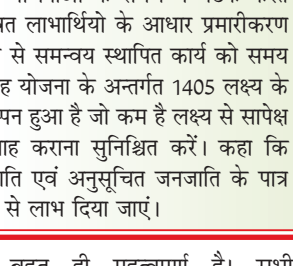 त्रत लाभार्थियो के आधार प्रमारीकरण
से समन्वय स्थापित कार्य को समय
ह योजना के अन्तर्गत 1405 लक्ष्य के
पन हुआ है जो कम है लक्ष्य से सापेक्ष
ाह कराना सुनिश्चित करें। कहा कि
ाति एवं अनुसूचित जनजाति के पात्र
से लाभ दिया जाएं।